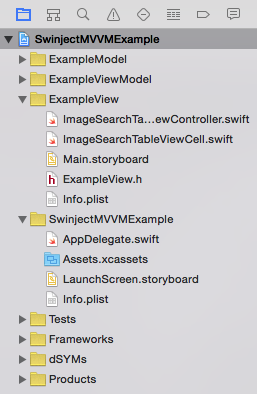 SwinjectMVVMExample
ExampleModel
ExampleViewModel
ExampleView
ImageSearchTa...ewController.swift
ImageSearchTableViewCell.swift
Main.storyboard
h ExampleView.h
Info.plist
SwinjectMVVMExample
AppDelegate.swift
Assets.xcassets
LaunchScreen.storyboard
Info.plist
Tests
Frameworks
dSYMs
Products